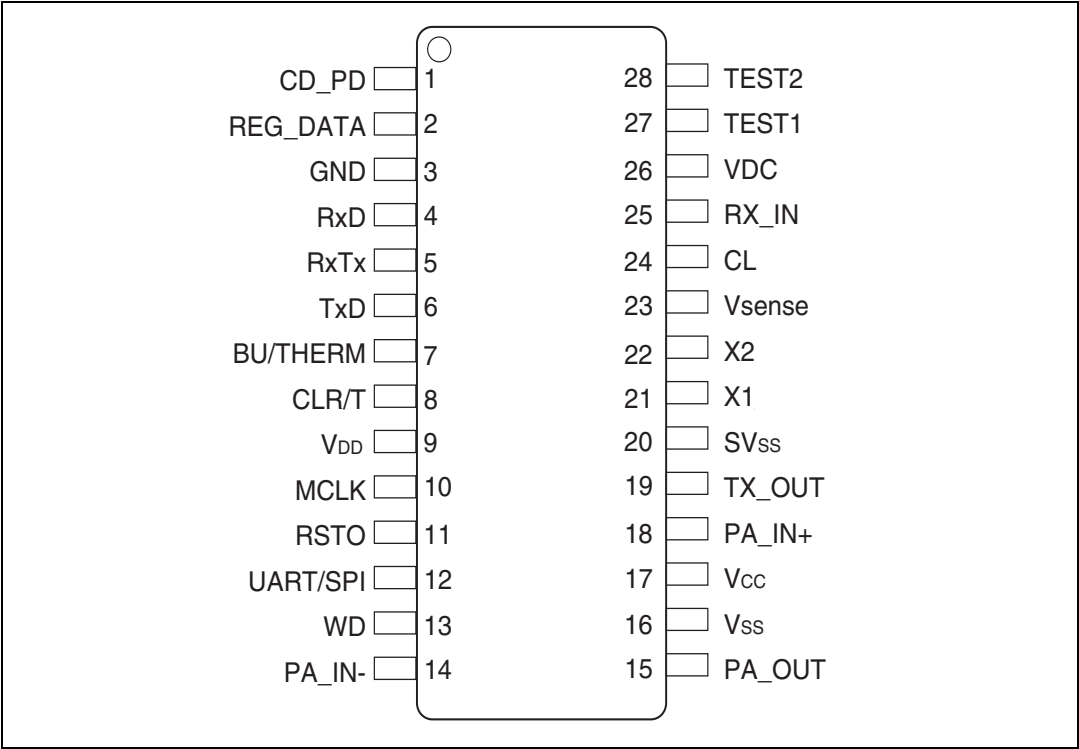 CD_PD 1 28 TEST2
REG_DATA 2 27 TEST1
GND 3 26 VDC
RxD 4 25 RX_IN
RxTx 5 24 CL
TxD 6 23 Vsense
BU/THERM 7 22 X2
CLR/T 8 21 X1
VDD 9 20 SVss
MCLK 10 19 TX_OUT
RSTO 11 18 PA_IN+
UART/SPI 12 17 Vcc
WD 13 16 Vss
PA_IN- 14 15 PA_OUT